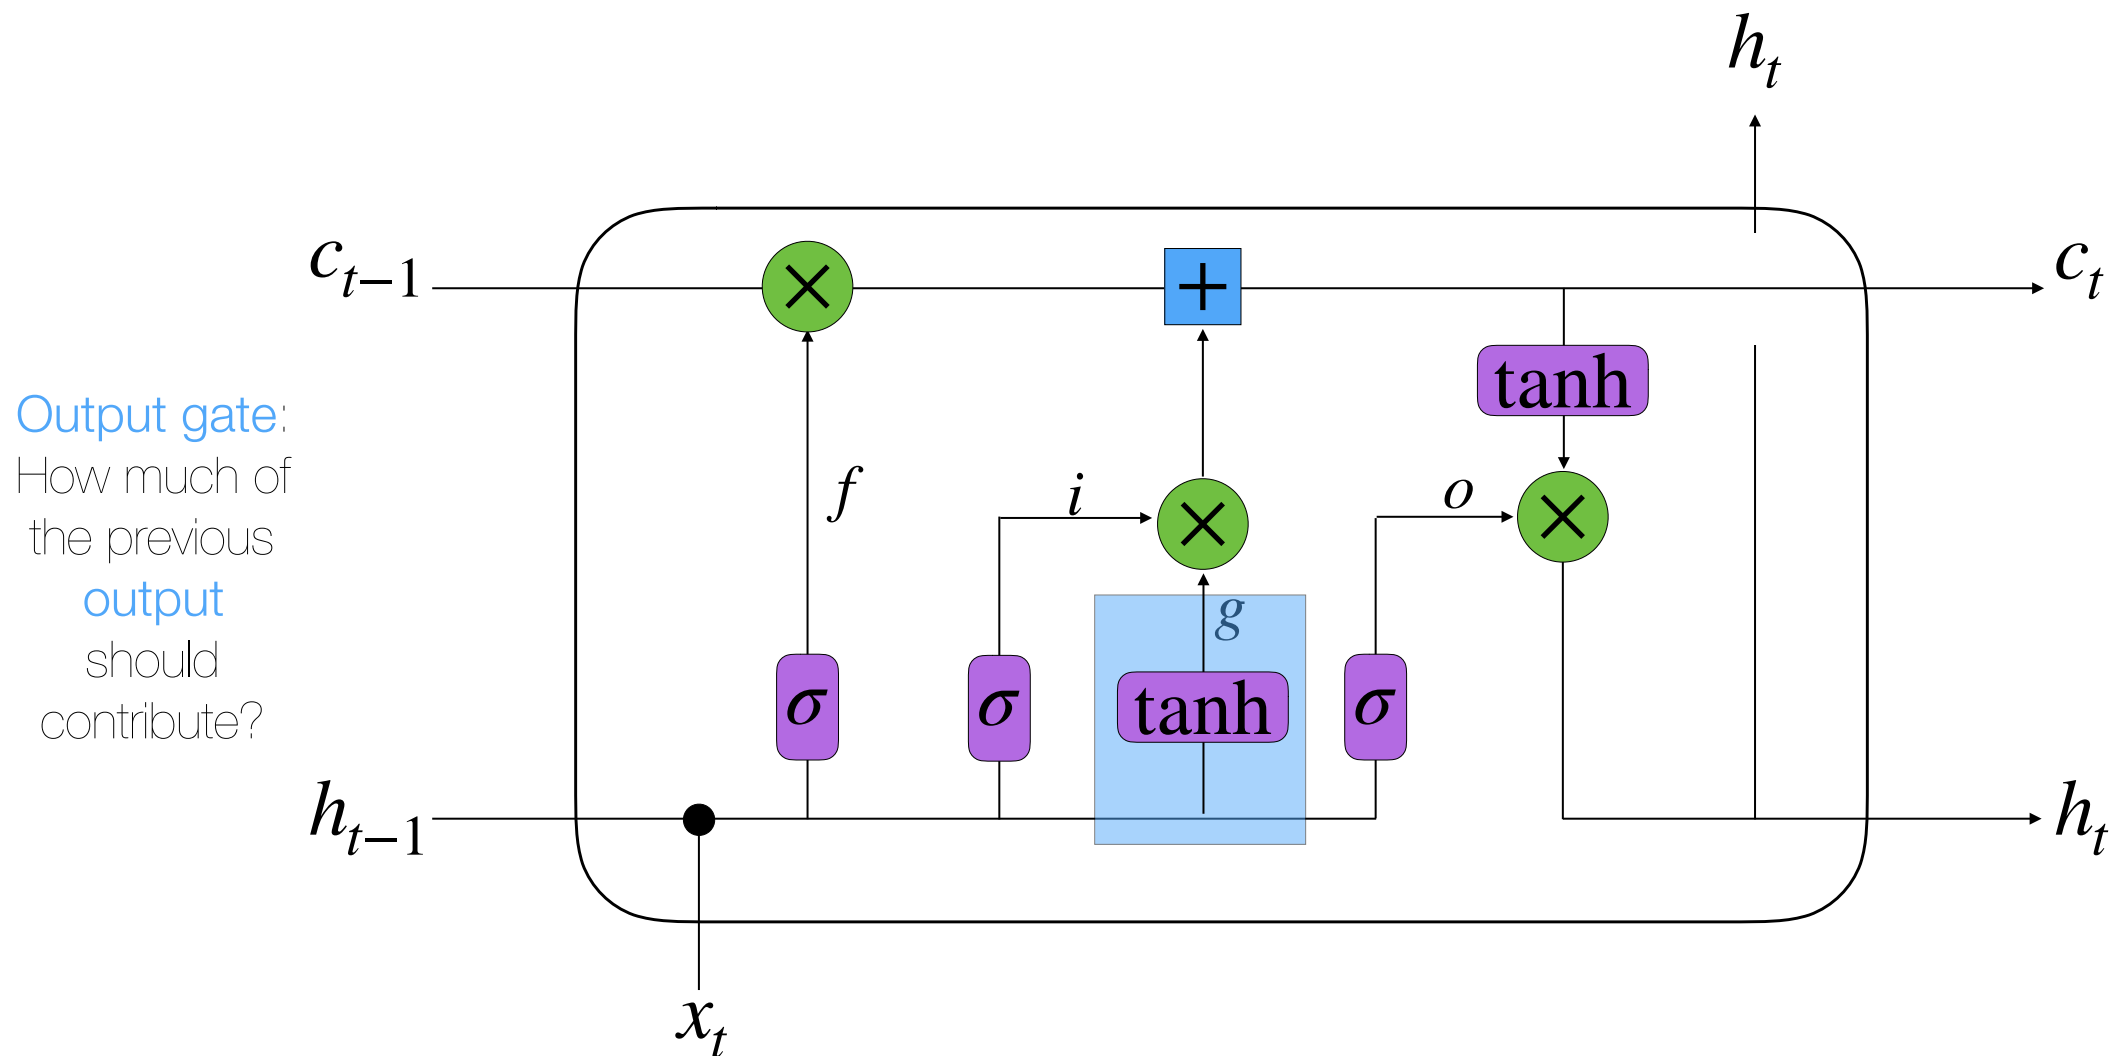 h_t
c_{t−1}
×
+
c_t
tanh
Output gate:
How much of
the previous
output
should
contribute?
f
i
×
o
×
g
σ
σ
tanh
σ
h_{t−1}
h_t
x_t